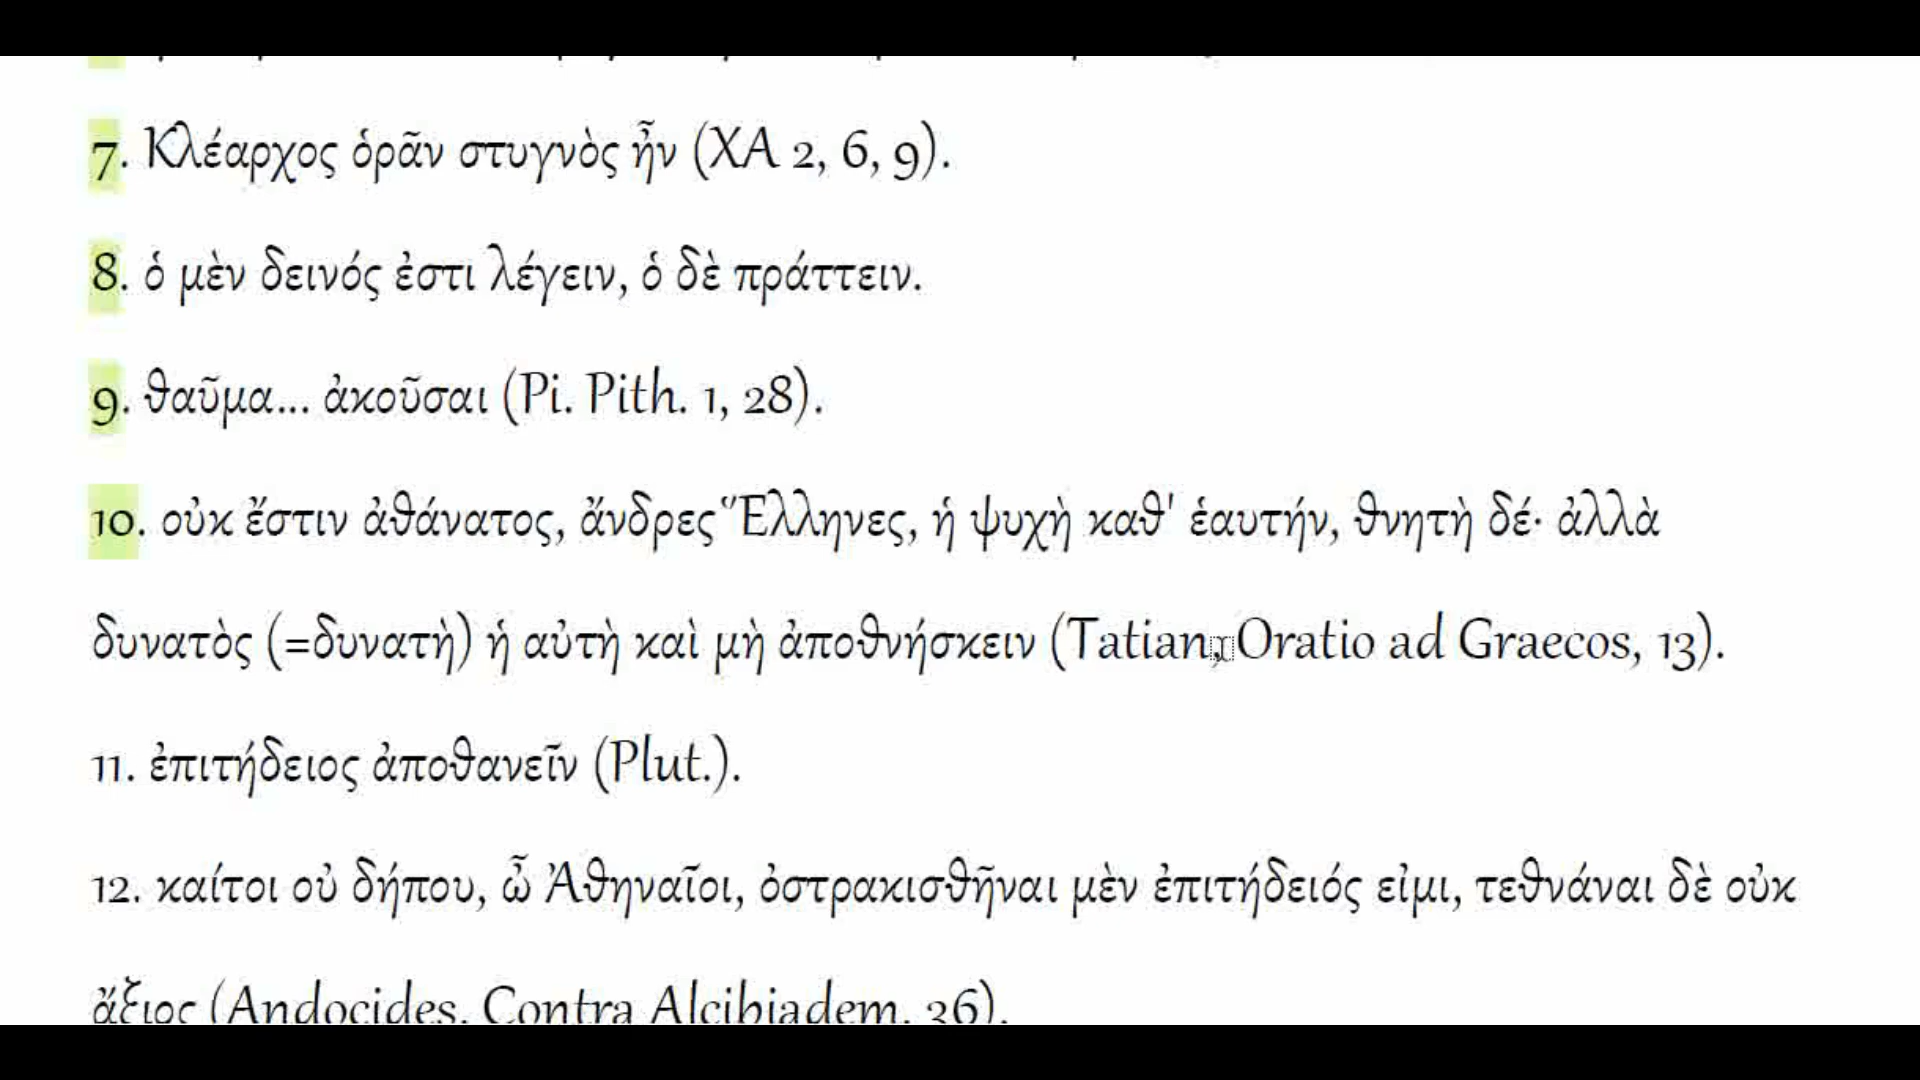 7. Κλέαρχος ὁρᾶν στυγνὸς ἦν (XA 2, 6, 9).
8. ὁ μὲν δεινός ἐστι λέγειν, ὁ δὲ πράττειν.
9. θαῦμα... ἀκοῦσαι (Pi. Pith. 1, 28).
10. οὐκ ἔστιν ἀθάνατος, ἄνδρες Ἕλληνες, ἡ ψυχὴ καθ' ἑαυτήν, θνητὴ δέ· ἀλλὰ
δυνατὸς (=δυνατὴ) ἡ αὐτὴ καὶ μὴ ἀποθνήσκειν (Tatian, Oratio ad Graecos, 13).
11. ἐπιτήδειος ἀποθανεῖν (Plut.).
12. καίτοι οὐ δήπου, ὦ Ἀθηναῖοι, ὀστρακισθῆναι μὲν ἐπιτήδειός εἰμι, τεθνάναι δὲ οὐκ
ἄξιος (Andocides, Contra Alcibiadem, 36).